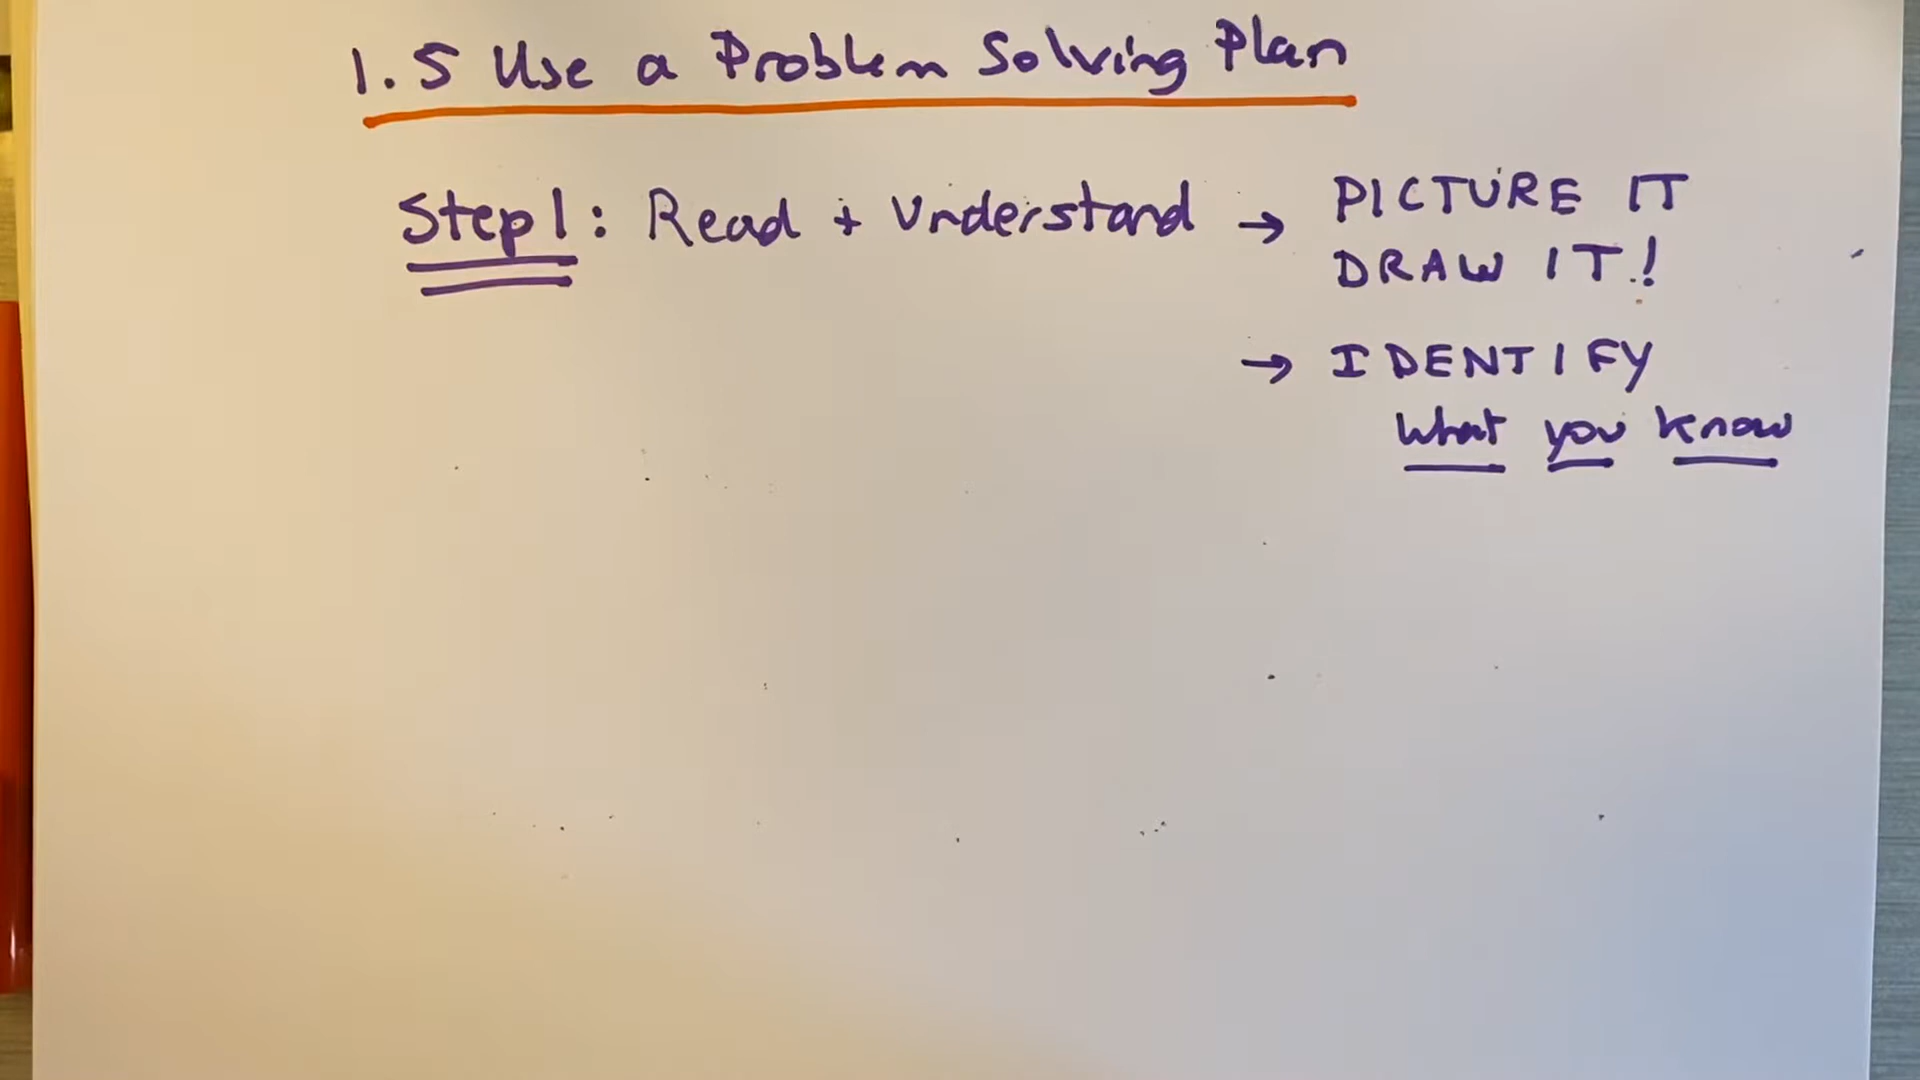 1.5 Use a Problem Solving Plan
Step 1: Read + Understand → PICTURE IT
DRAW IT!
→ IDENTIFY
what you know